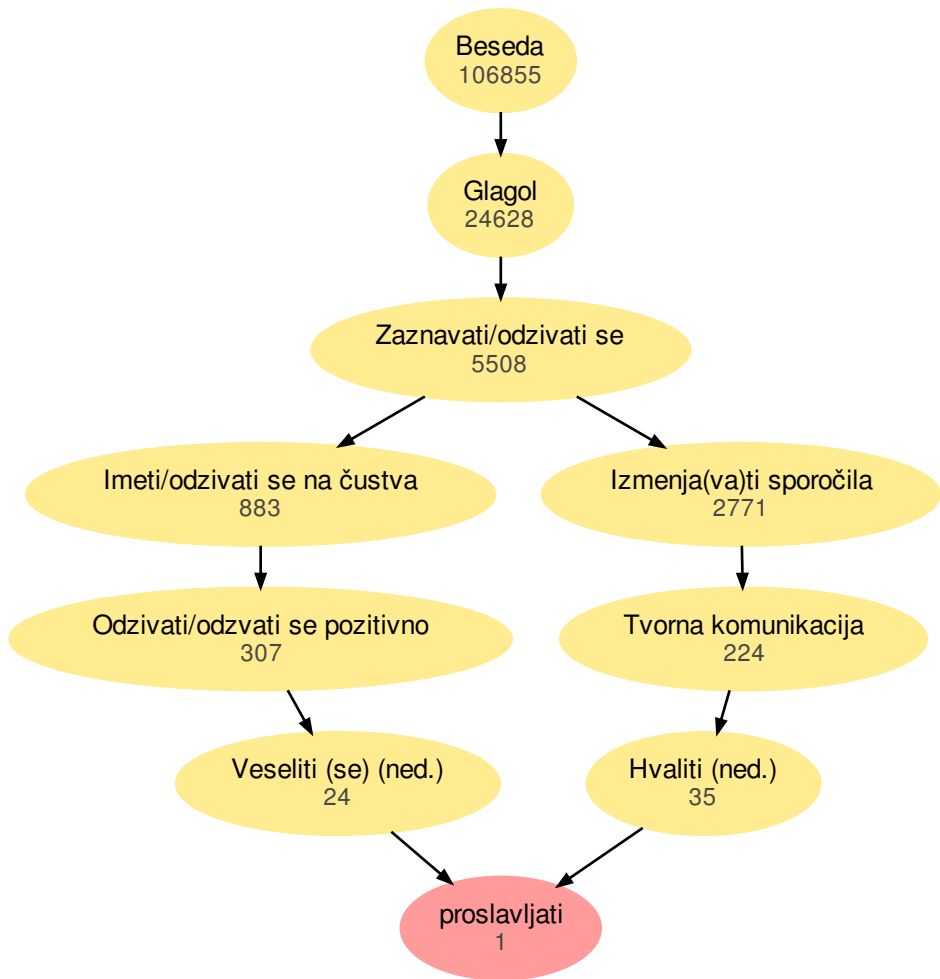 Beseda
106855
Glagol
24628
Zaznavati/odzivati se
5508
Imeti/odzivati se na čustva
883
Izmenja(va)ti sporočila
2771
Odzivati/odzvati se pozitivno
307
Tvorna komunikacija
224
Veseliti (se) (ned.)
24
Hvaliti (ned.)
35
proslavljati
1